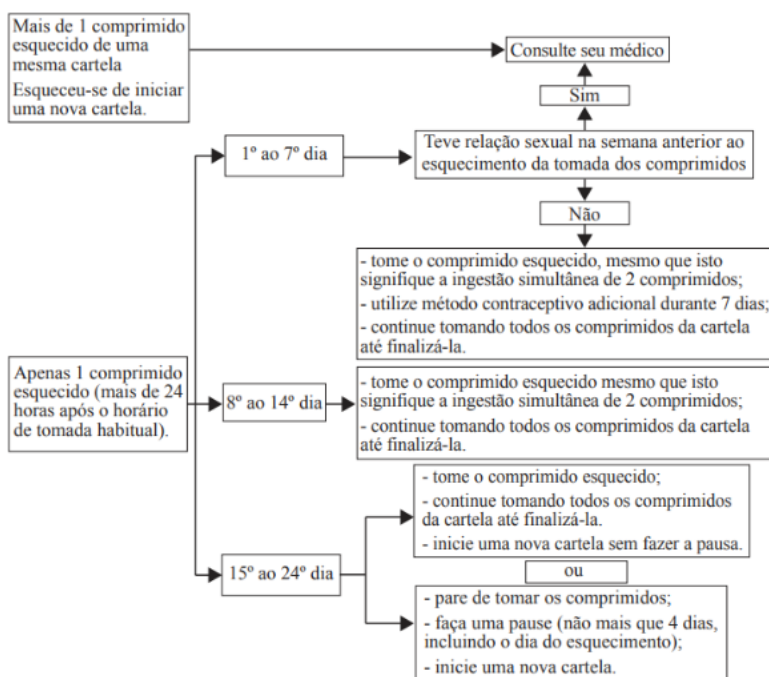 Mais de 1 comprimido
esquecido de uma
mesma cartela
Esqueceu-se de iniciar
uma nova cartela.
Consulte seu médico
Sim
1º ao 7º dia
Teve relação sexual na semana anterior ao
esquecimento da tomada dos comprimidos
Não
- tome o comprimido esquecido, mesmo que isto
signifique a ingestão simultânea de 2 comprimidos;
- utilize método contraceptivo adicional durante 7 dias;
- continue tomando todos os comprimidos da cartela
até finalizá-la.
Apenas 1 comprimido
esquecido (mais de 24
horas após o horário
de tomada habitual).
8º ao 14º dia
- tome o comprimido esquecido mesmo que isto
signifique a ingestão simultânea de 2 comprimidos;
- continue tomando todos os comprimidos da cartela
até finalizá-la.
15º ao 24º dia
- tome o comprimido esquecido;
- continue tomando todos os comprimidos
da cartela até finalizá-la.
- inicie uma nova cartela sem fazer a pausa.
ou
- pare de tomar os comprimidos;
- faça uma pause (não mais que 4 dias,
incluindo o dia do esquecimento);
- inicie uma nova cartela.